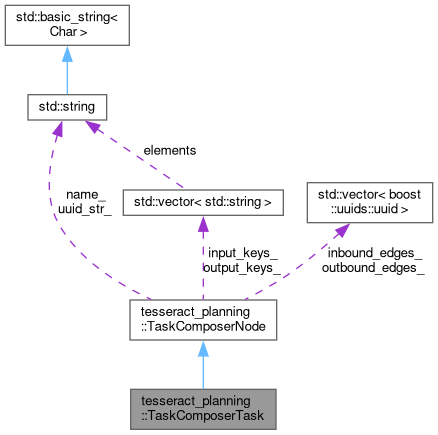 std::basic_string<
Char >
std::string
elements
name_
uuid_str_
std::vector< std::string >
std::vector< boost
::uuids::uuid >
input_keys_
output_keys_
inbound_edges_
outbound_edges_
tesseract_planning
::TaskComposerNode
tesseract_planning
::TaskComposerTask